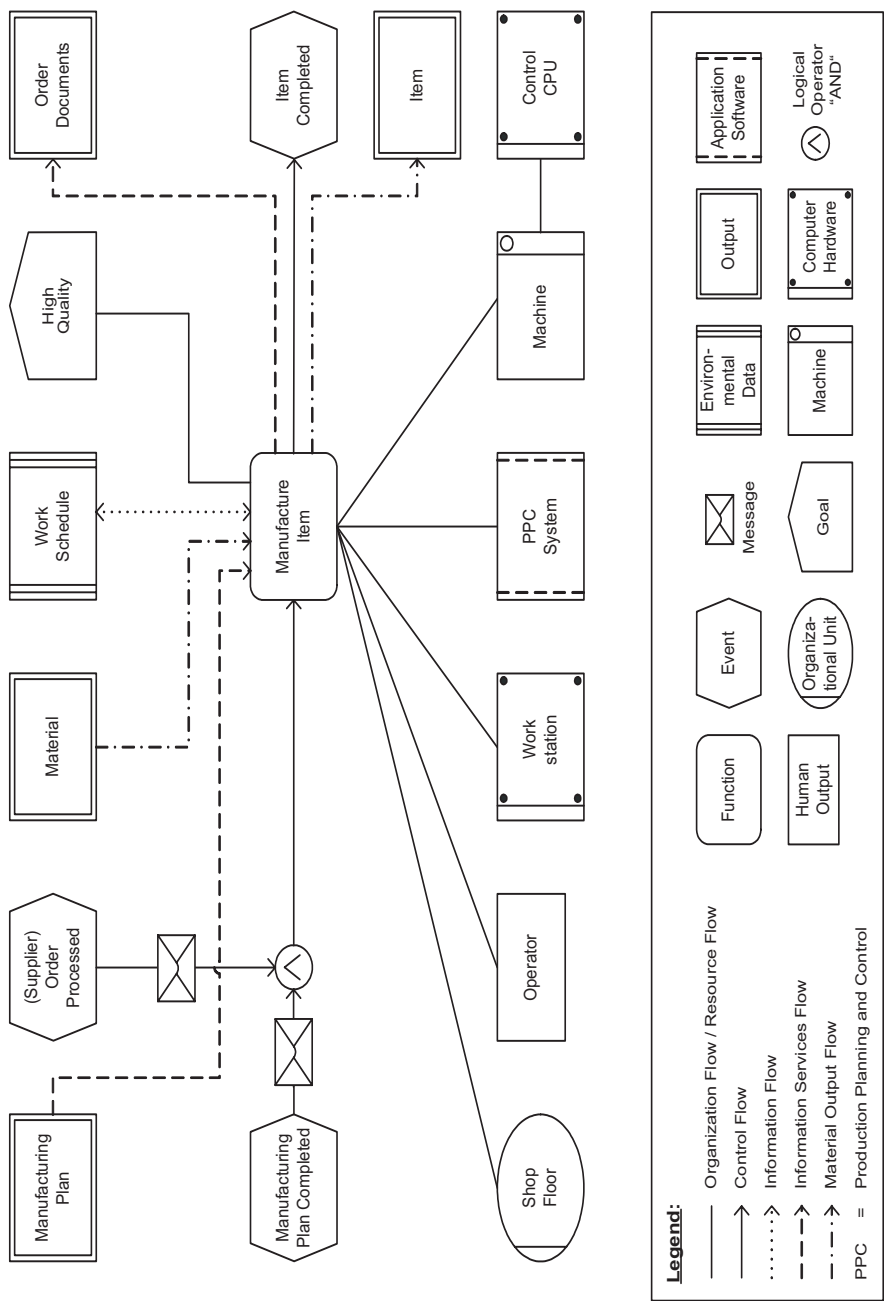 Manufacturing
Plan
(Supplier)
Order
Processed
Material
Work
Schedule
High
Quality
Order
Documents
Manufacturing
Plan Completed
Manufacture
Item
Item
Completed
Item
Shop
Floor
Operator
Work
station
PPC
System
Machine
Control
CPU
Legend:
Organization Flow / Resource Flow
Control Flow
Information Flow
Information Services Flow
Material Output Flow
PPC = Production Planning and Control
Function
Event
Message
Environ-
mental
Data
Output
Application
Software
Human
Output
Organiza-
tional Unit
Goal
Machine
Computer
Hardware
Logical
Operator
“AND“